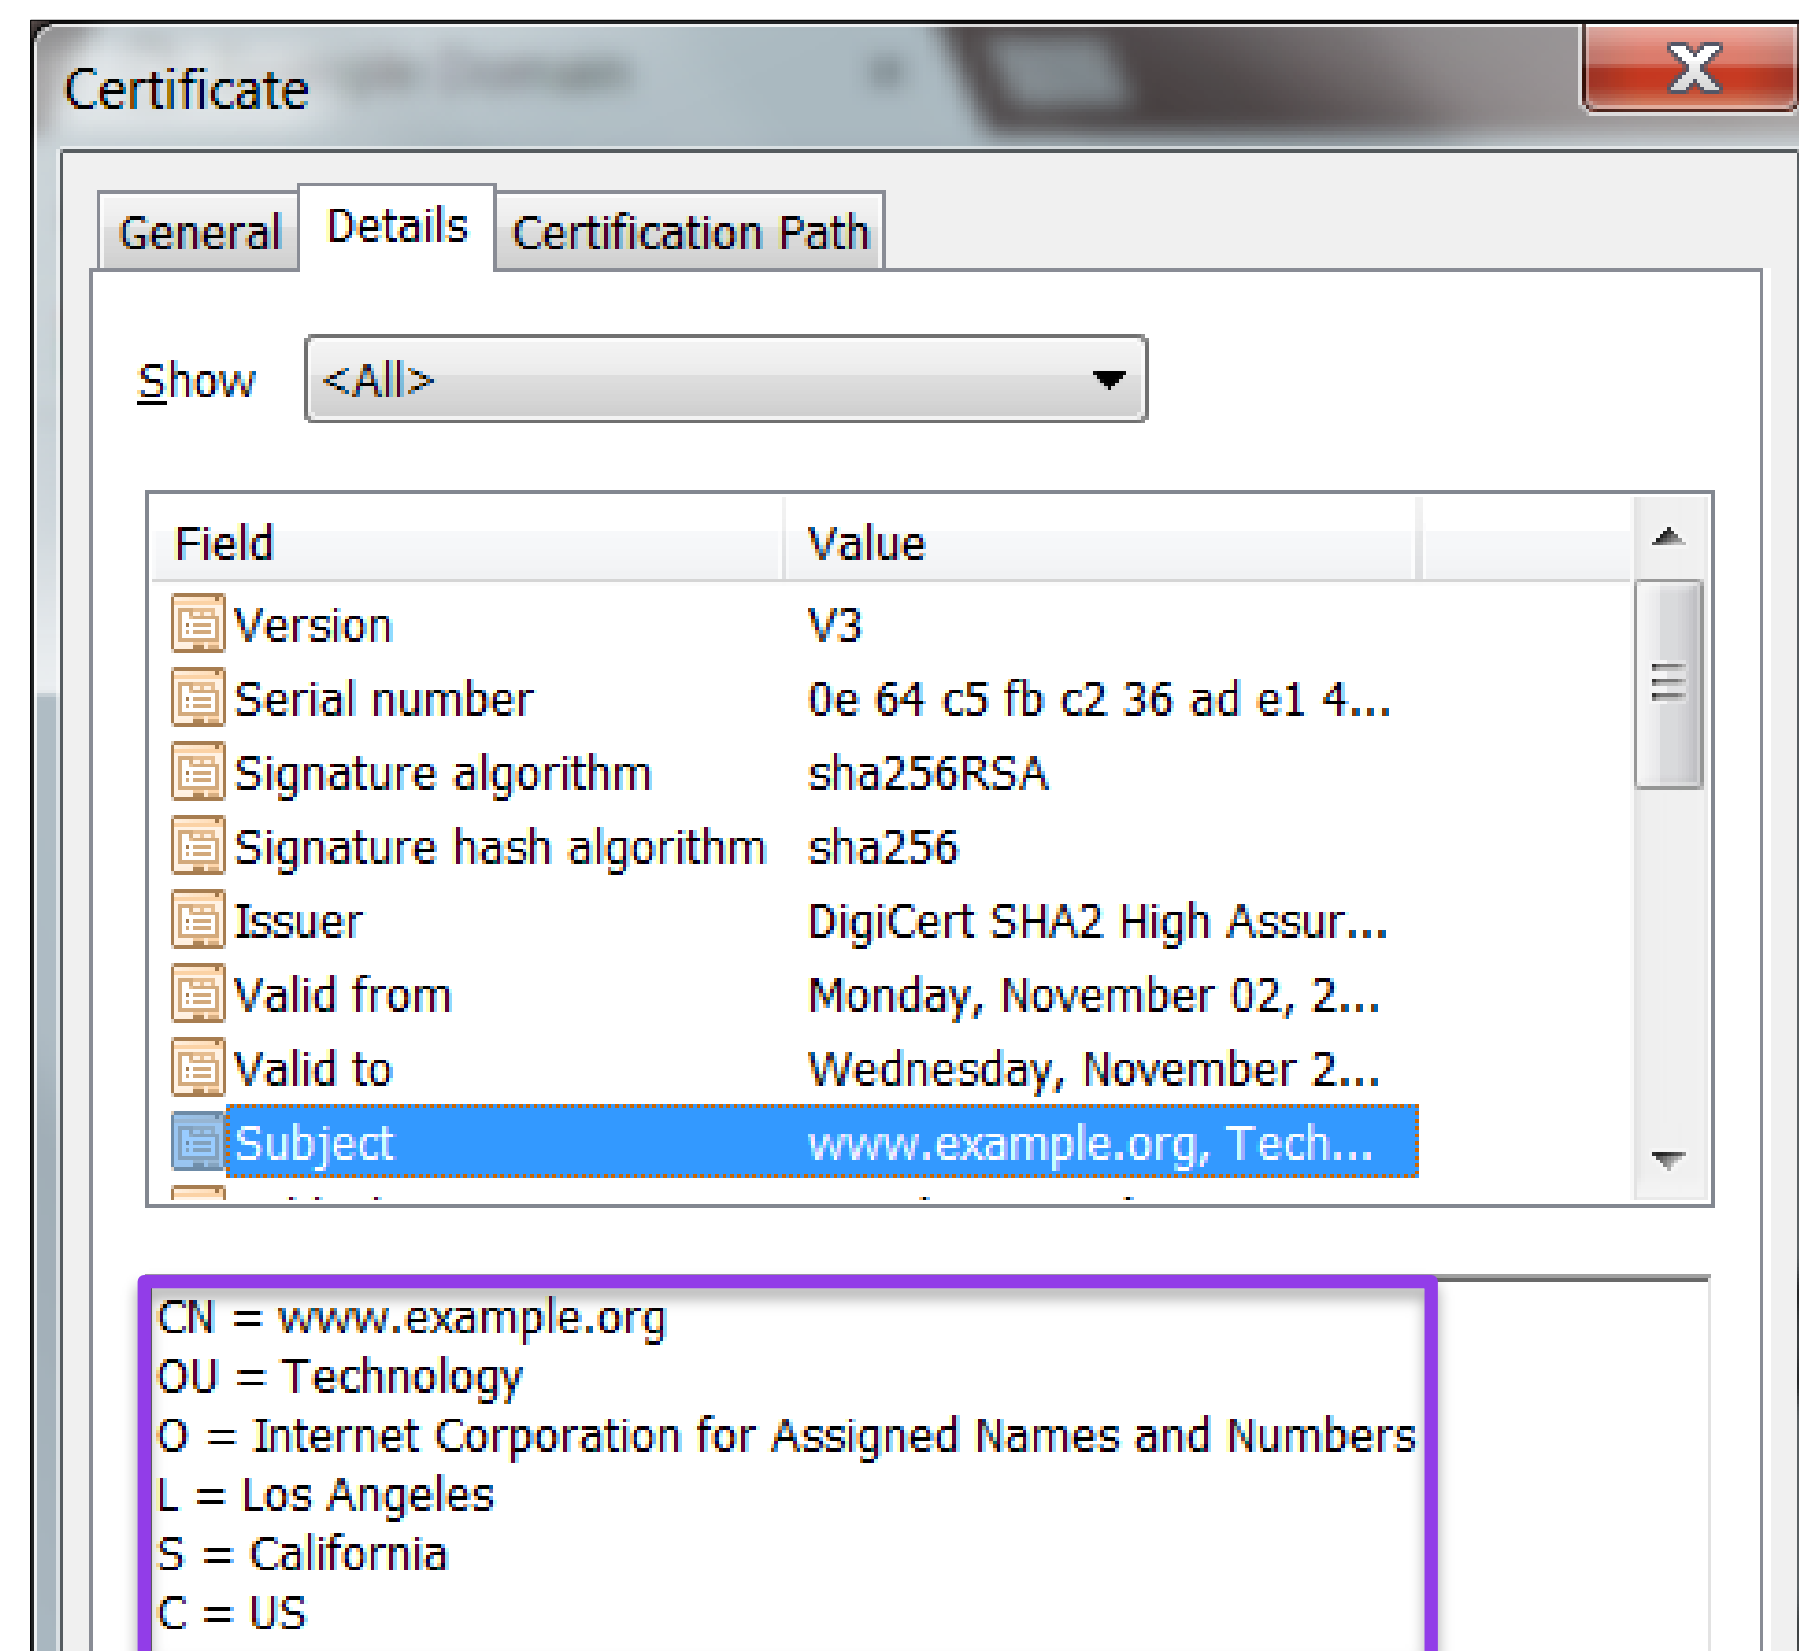 Certificate
General Details Certification Path
Show <All>
Field Value
Version V3
Serial number 0e 64 c5 fb c2 36 ad e1 4...
Signature algorithm sha256RSA
Signature hash algorithm sha256
Issuer DigiCert SHA2 High Assur...
Valid from Monday, November 02, 2...
Valid to Wednesday, November 2...
Subject www.example.org, Tech...
CN = www.example.org
OU = Technology
O = Internet Corporation for Assigned Names and Numbers
L = Los Angeles
S = California
C = US